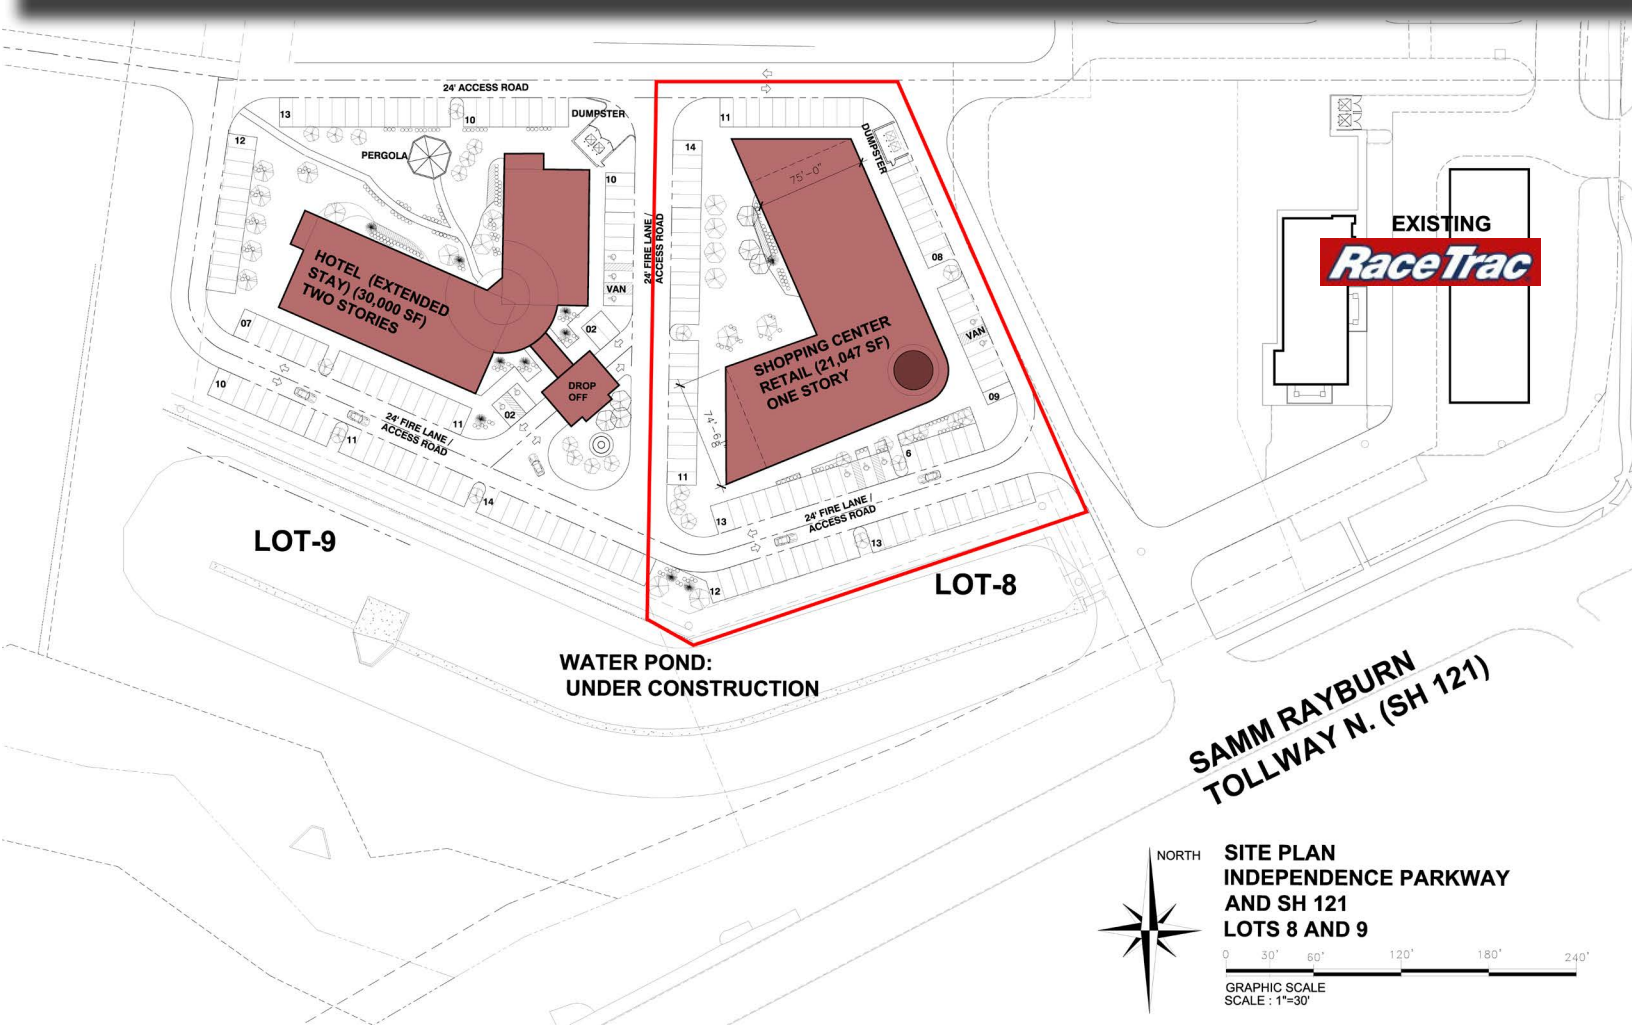 24' ACCESS ROAD
13
10
DUMPSTER
12
PERGOLA
10
24' FIRE LANE /
ACCESS ROAD
HOTEL (EXTENDED
STAY) (30,000 SF)
TWO STORIES
VAN
02
07
10
DROP
OFF
02
11
24' FIRE LANE /
ACCESS ROAD
11
14
LOT-9
11
14
DUMPSTER
75'-0"
08
VAN
SHOPPING CENTER
RETAIL (21,047 SF)
ONE STORY
09
6
11
13
24' FIRE LANE /
ACCESS ROAD
13
12
LOT-8
WATER POND:
UNDER CONSTRUCTION
EXISTING
RaceTrac
SAMM RAYBURN
TOLLWAY N. (SH 121)
NORTH
SITE PLAN
INDEPENDENCE PARKWAY
AND SH 121
LOTS 8 AND 9
0 30' 60' 120' 180' 240'
GRAPHIC SCALE
SCALE : 1"=30'